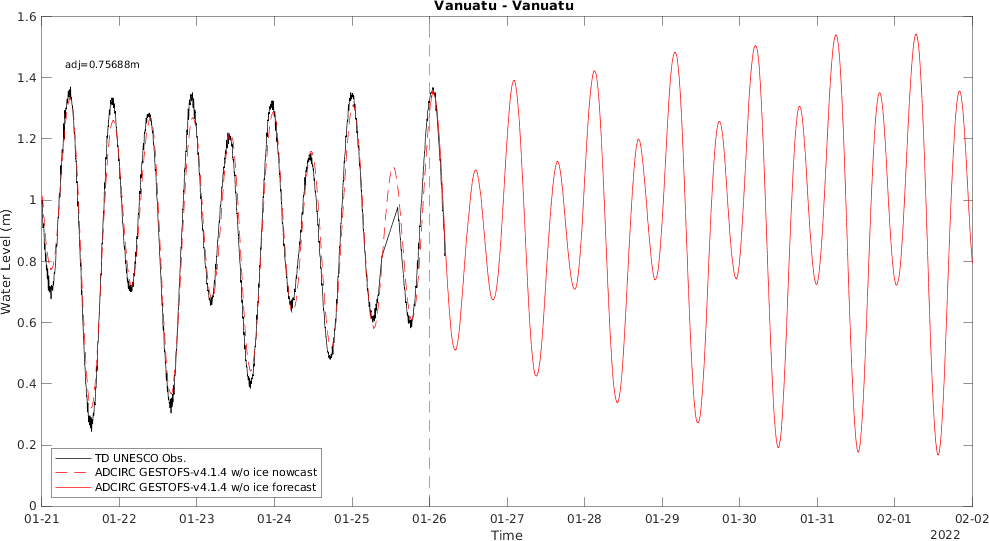 Vanuatu - Vanuatu
adj=0.75688m
Water Level (m)
1.6
1.4
1.2
1
0.8
0.6
0.4
0.2
0
TD UNESCO Obs.
ADCIRC GESTOFS-v4.1.4 w/o ice nowcast
ADCIRC GESTOFS-v4.1.4 w/o ice forecast
01-21 01-22 01-23 01-24 01-25 01-26 01-27 01-28 01-29 01-30 01-31 02-01 02-02
Time
2022